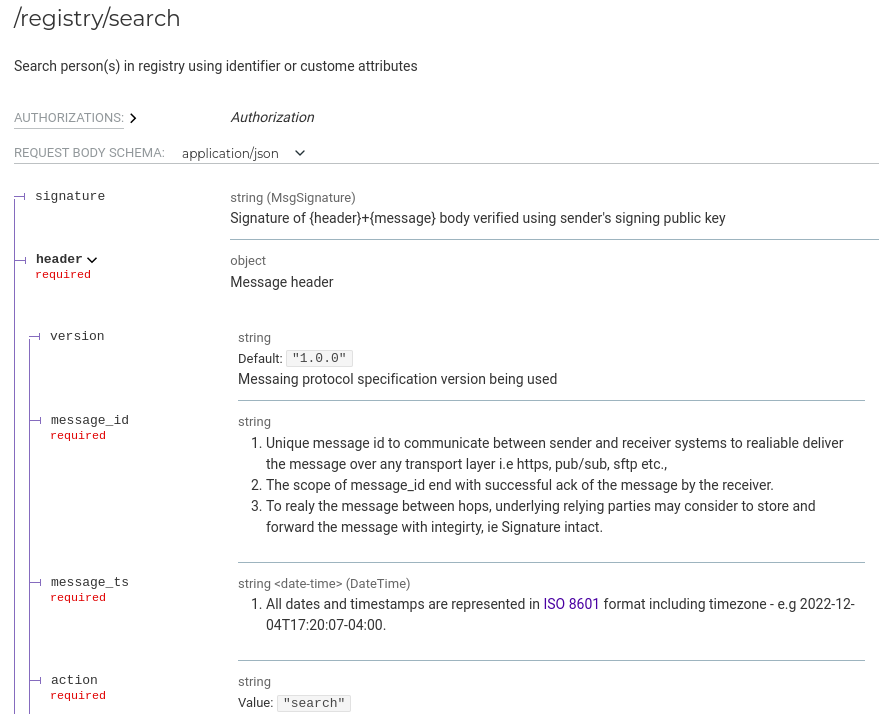 /registry/search
Search person(s) in registry using identifier or custome attributes
AUTHORIZATIONS: Authorization
REQUEST BODY SCHEMA: application/json
signature string (MsgSignature)
Signature of {header}+{message} body verified using sender's signing public key
header object
required
Message header
version string
Default: "1.0.0"
Messaing protocol specification version being used
message_id string
required
1. Unique message id to communicate between sender and receiver systems to realiable deliver
the message over any transport layer i.e https, pub/sub, sftp etc.,
2. The scope of message_id end with successful ack of the message by the receiver.
3. To realy the message between hops, underlying relying parties may consider to store and
forward the message with integirty, ie Signature intact.
message_ts string <date-time> (DateTime)
required
1. All dates and timestamps are represented in ISO 8601 format including timezone - e.g 2022-12-
04T17:20:07-04:00.
action string
required
Value: "search"